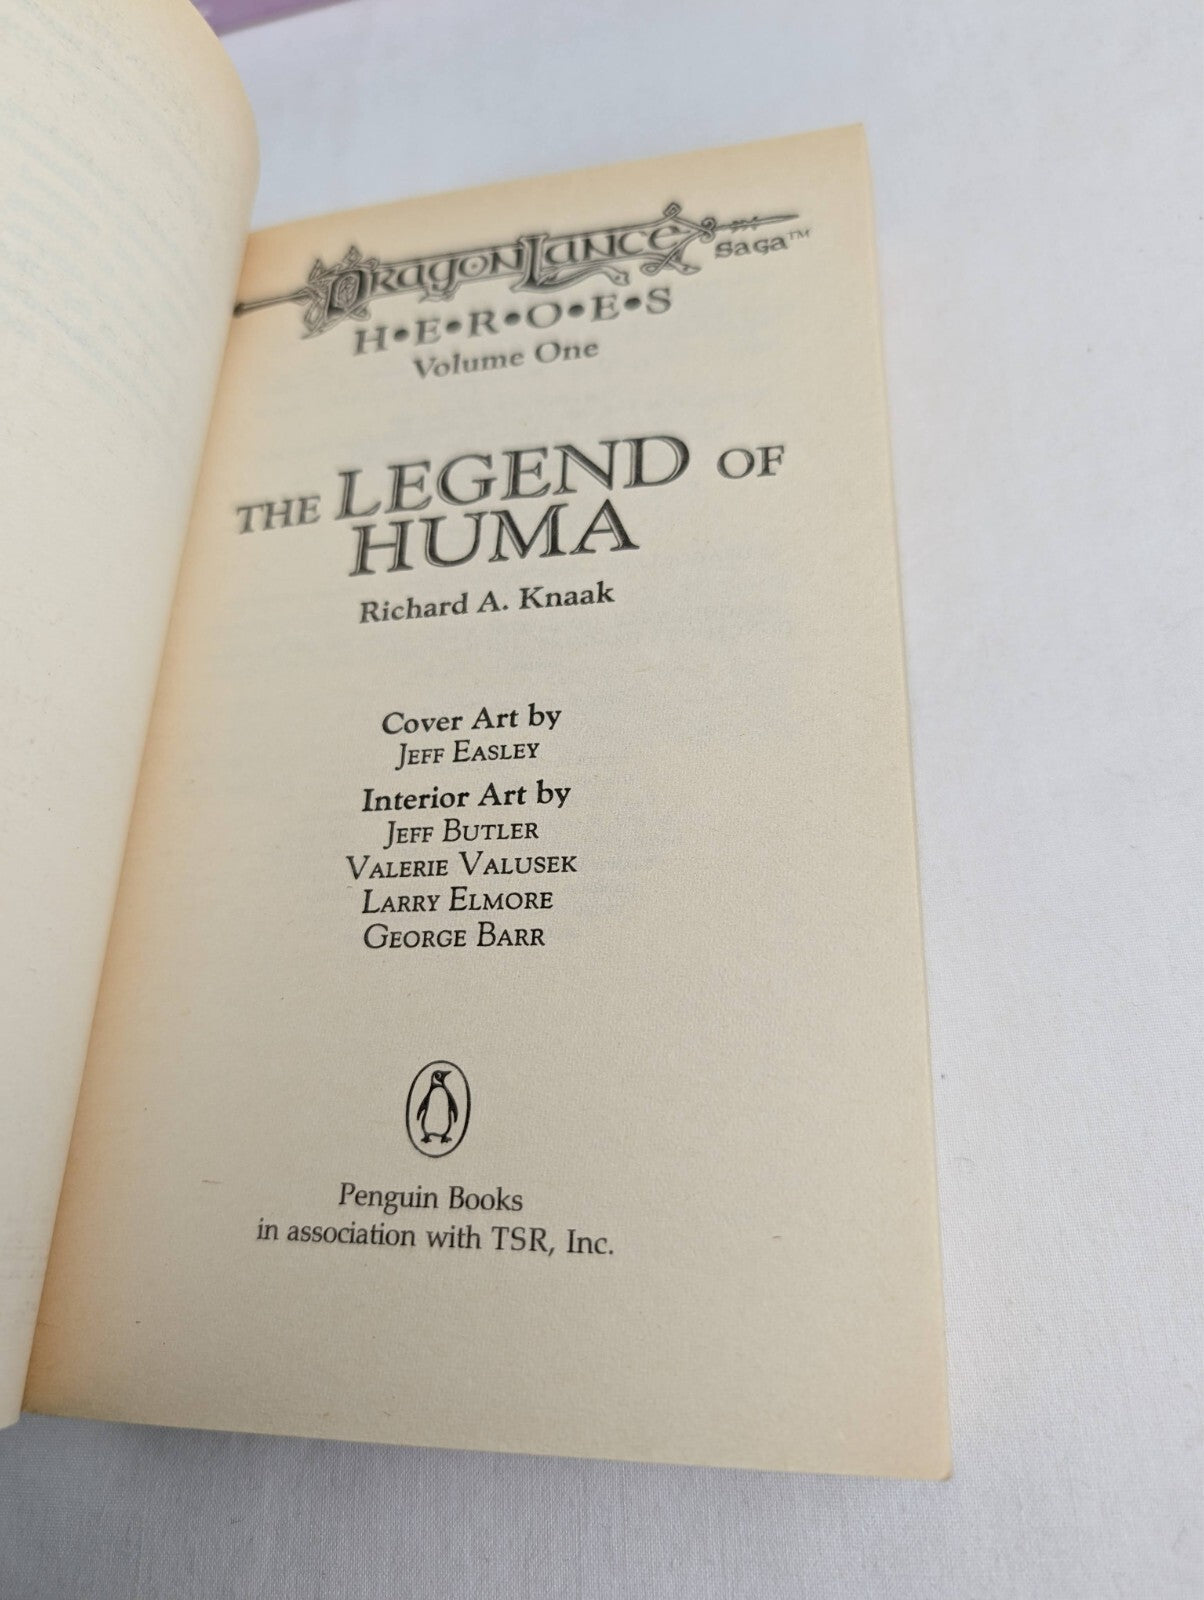 DRAGONLANCE
SAGA™
H•E•R•O•E•S
Volume One
THE LEGEND OF
HUMA
Richard A. Knaak
Cover Art by
JEFF EASLEY
Interior Art by
JEFF BUTLER
VALERIE VALUSEK
LARRY ELMORE
GEORGE BARR
Penguin Books
in association with TSR, Inc.